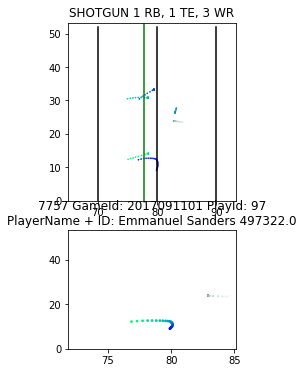 SHOTGUN 1 RB, 1 TE, 3 WR
50
40
30
20
10
0
70 80 90
7757 GameId: 2017091101 PlayId: 97
PlayerName + ID: Emmanuel Sanders 497322.0
40
20
0
75 80 85